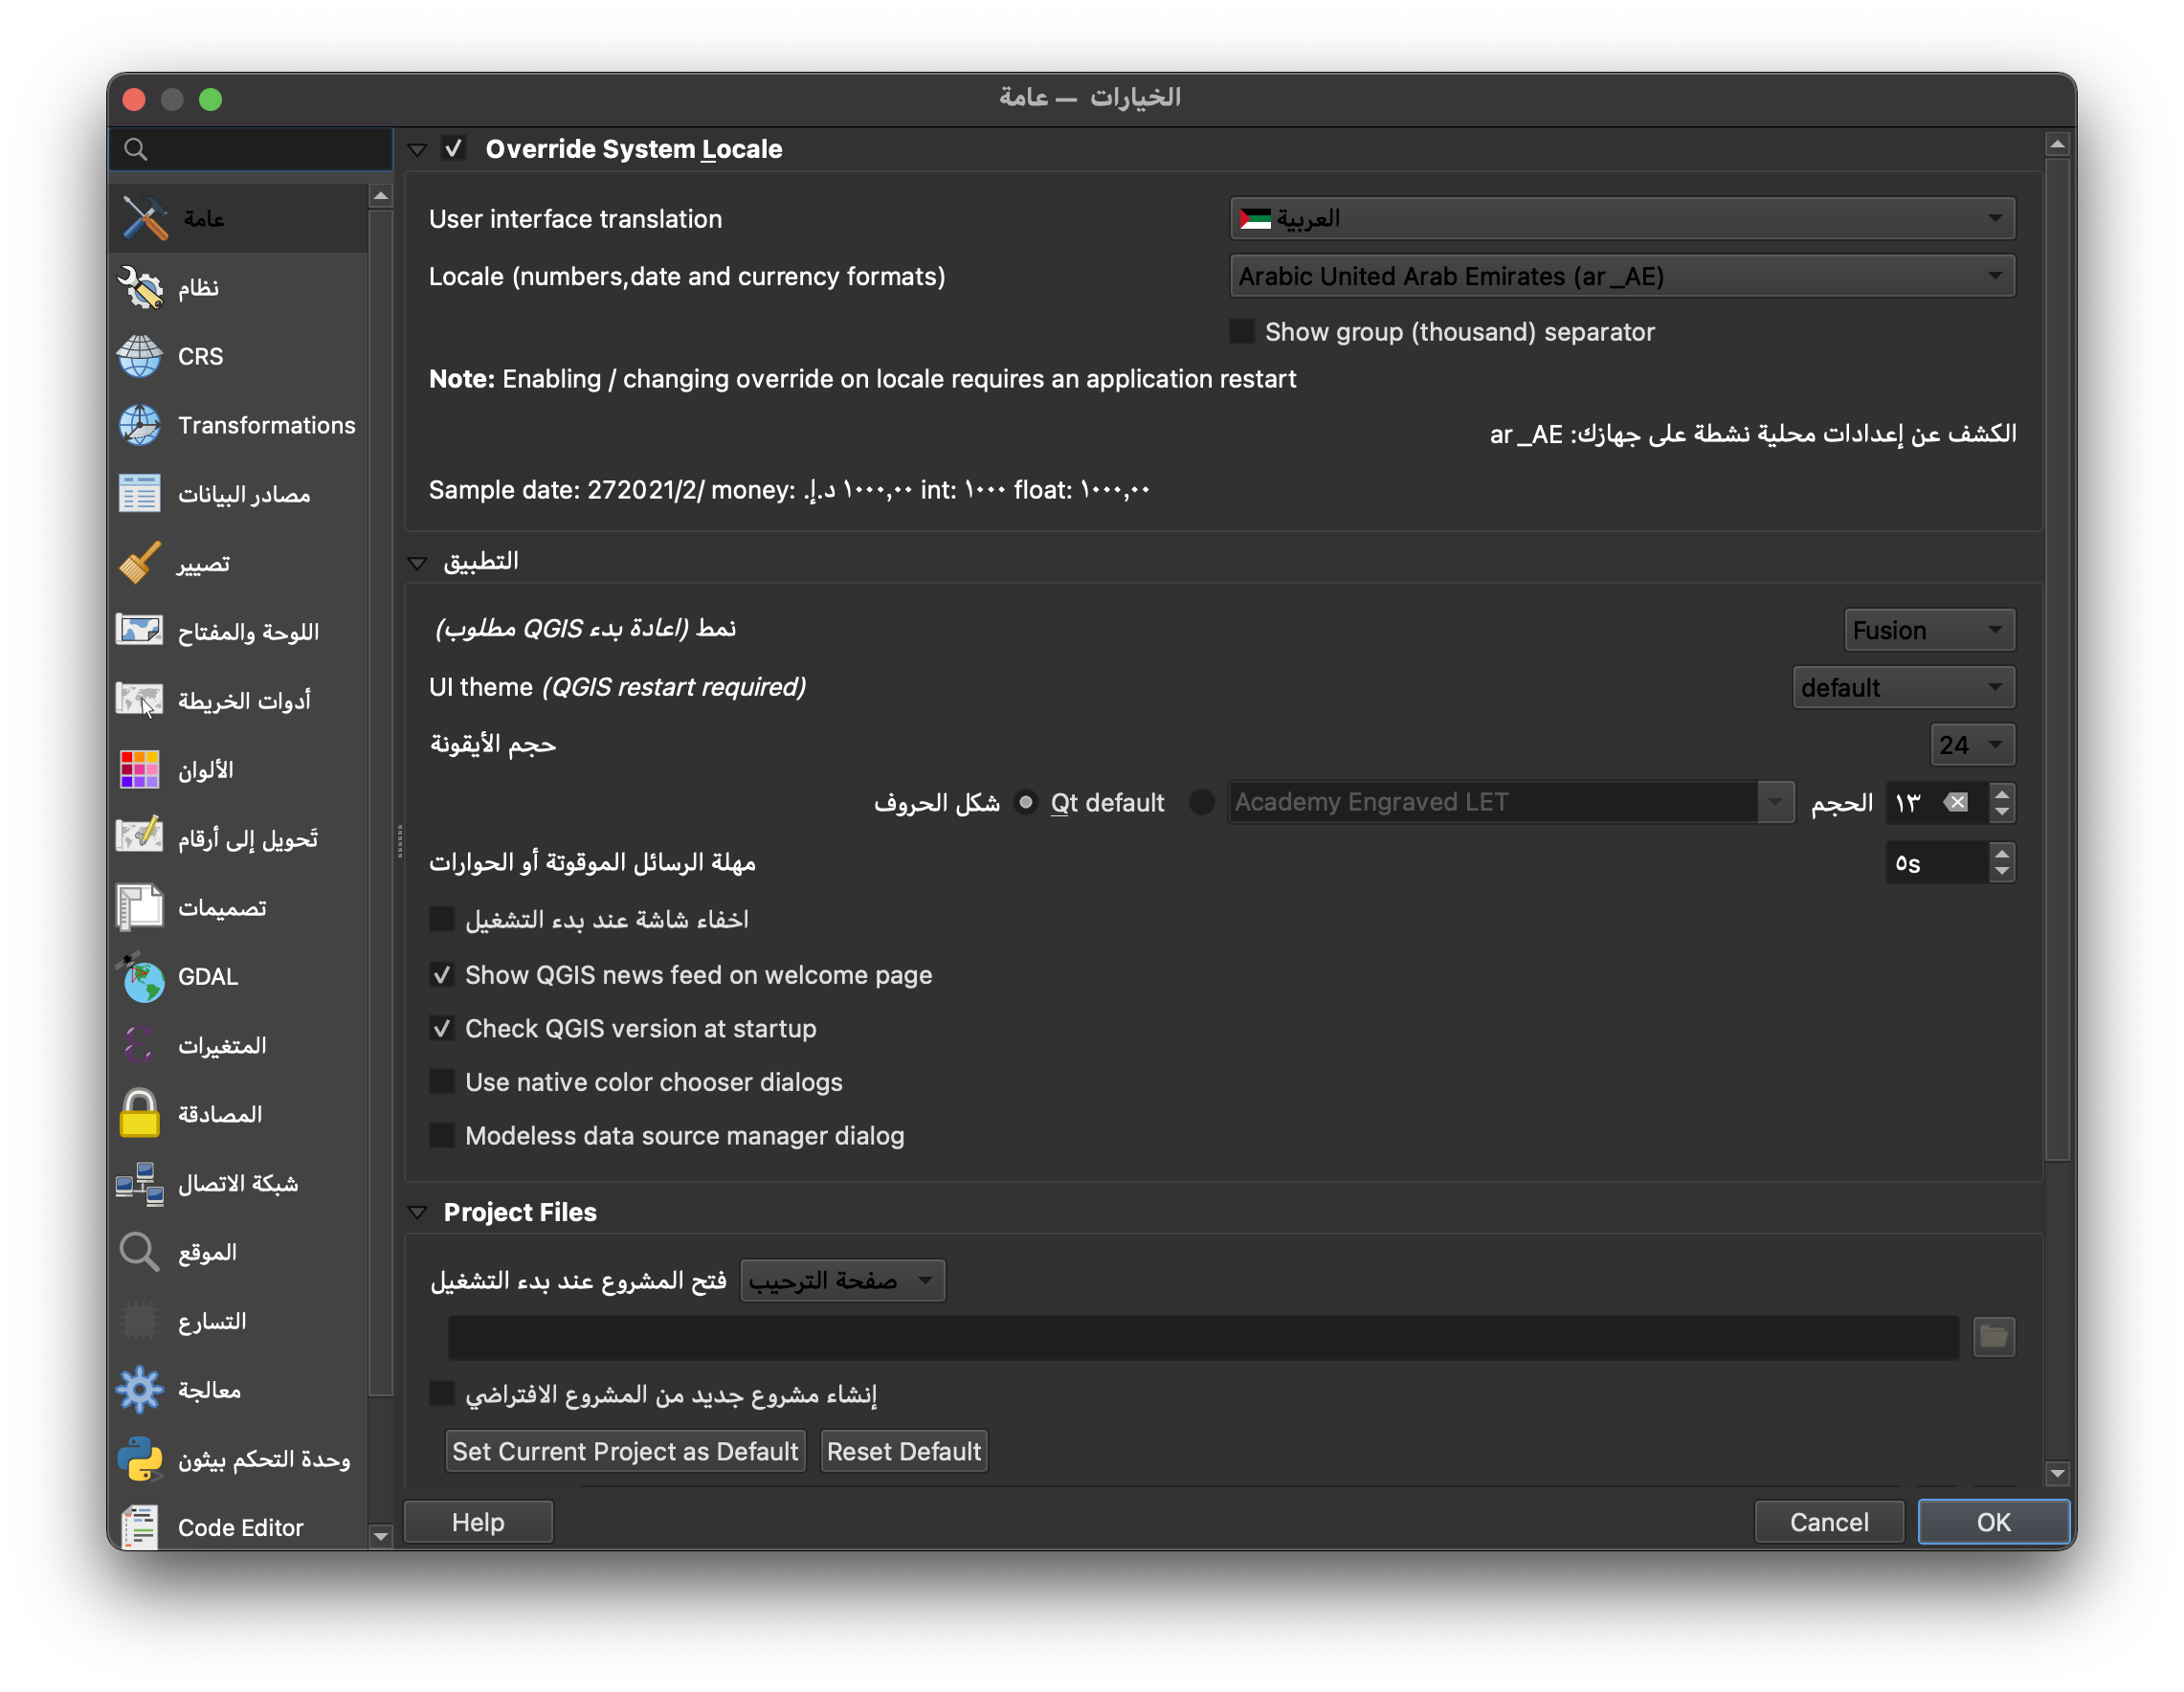 الخيارات — عامة
عامة
نظام
CRS
Transformations
مصادر البيانات
تصيير
اللوحة والمفتاح
أدوات الخريطة
الألوان
تَحويل إلى أرقام
تصميمات
GDAL
المتغيرات
المصادقة
شبكة الاتصال
الموقع
التسارع
معالجة
وحدة التحكم بيثون
Code Editor
Override System Locale
User interface translation العربية
Locale (numbers,date and currency formats) Arabic United Arab Emirates (ar_AE)
Show group (thousand) separator
Note: Enabling / changing override on locale requires an application restart
الكشف عن إعدادات محلية نشطة على جهازك: ar_AE
Sample date: 272021/2/ money: د.إ.‏ ١٠٠٠,٠٠ int: ١٠٠٠ float: ١٠٠٠,٠٠
التطبيق
نمط (اعادة بدء QGIS مطلوب) Fusion
UI theme (QGIS restart required) default
حجم الأيقونة 24
شكل الحروف Qt default Academy Engraved LET الحجم ١٣
مهلة الرسائل الموقوتة أو الحوارات ٥s
اخفاء شاشة عند بدء التشغيل
Show QGIS news feed on welcome page
Check QGIS version at startup
Use native color chooser dialogs
Modeless data source manager dialog
Project Files
فتح المشروع عند بدء التشغيل صفحة الترحيب
إنشاء مشروع جديد من المشروع الافتراضي
Set Current Project as Default Reset Default
Help Cancel OK